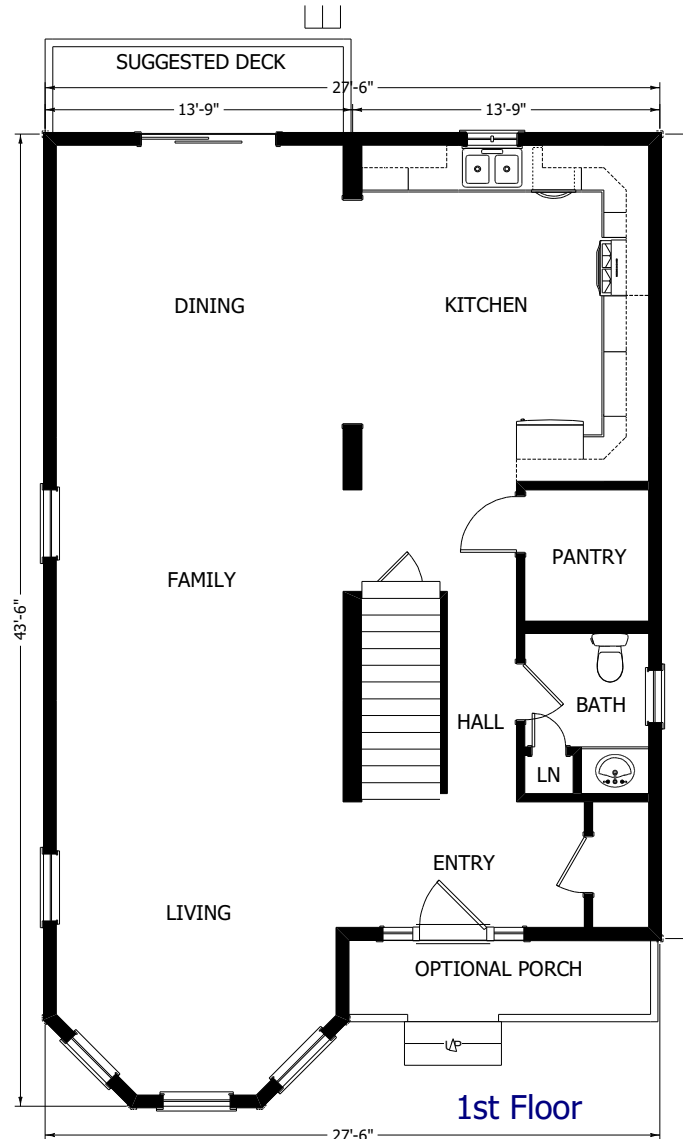 SUGGESTED DECK
27'-6"
13'-9"
13'-9"
DINING
KITCHEN
PANTRY
FAMILY
43'-6"
BATH
HALL
LN
ENTRY
LIVING
OPTIONAL PORCH
UP
1st Floor
27'-6"